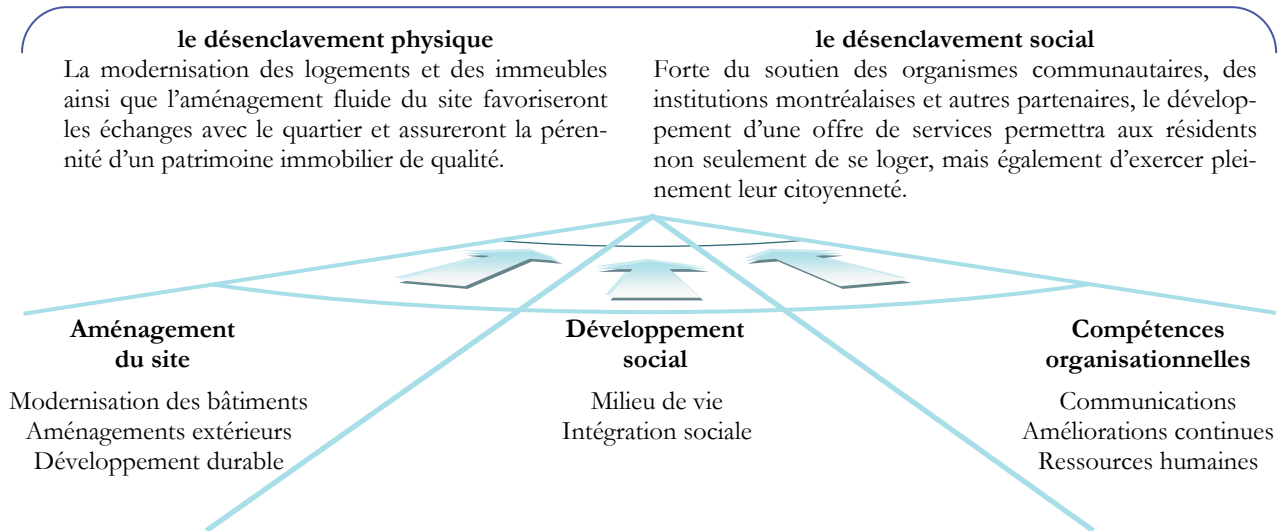 le désenclavement physique
La modernisation des logements et des immeubles
ainsi que l’aménagement fluide du site favoriseront
les échanges avec le quartier et assureront la péren-
nité d’un patrimoine immobilier de qualité.
le désenclavement social
Forte du soutien des organismes communautaires, des
institutions montréalaises et autres partenaires, le dévelop-
pement d’une offre de services permettra aux résidents
non seulement de se loger, mais également d’exercer plei-
nement leur citoyenneté.
Aménagement
du site
Modernisation des bâtiments
Aménagements extérieurs
Développement durable
Développement
social
Milieu de vie
Intégration sociale
Compétences
organisationnelles
Communications
Améliorations continues
Ressources humaines